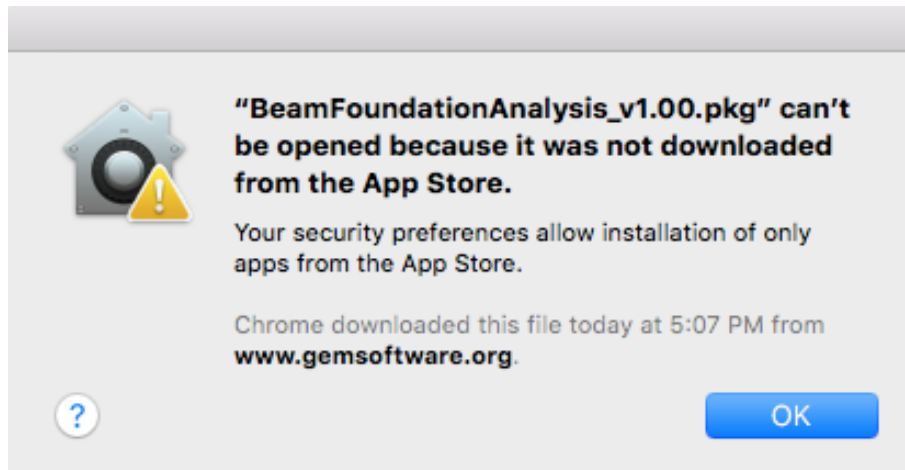 “BeamFoundationAnalysis_v1.00.pkg” can’t
be opened because it was not downloaded
from the App Store.
Your security preferences allow installation of only
apps from the App Store.
Chrome downloaded this file today at 5:07 PM from
www.gemsoftware.org.
?
OK